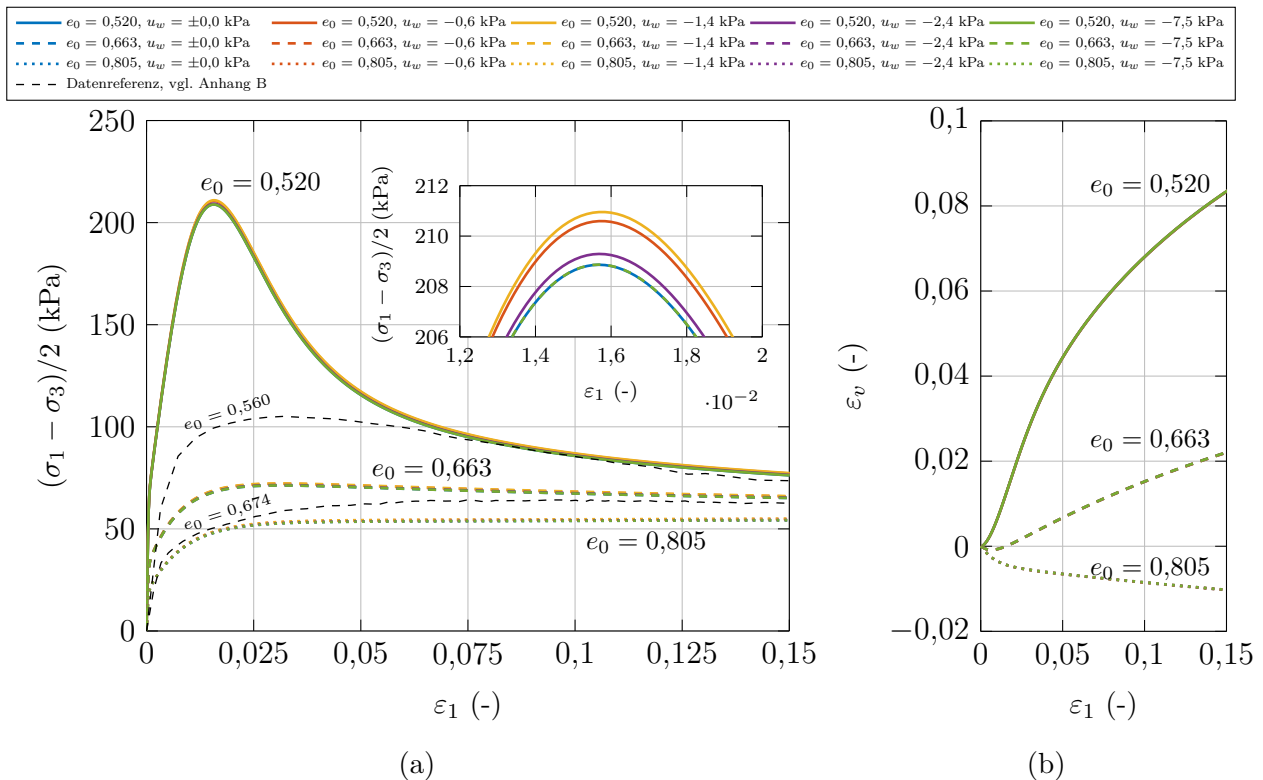 e₀ = 0,520, u_w = ±0,0 kPa e₀ = 0,520, u_w = −0,6 kPa e₀ = 0,520, u_w = −1,4 kPa e₀ = 0,520, u_w = −2,4 kPa e₀ = 0,520, u_w = −7,5 kPa
e₀ = 0,663, u_w = ±0,0 kPa e₀ = 0,663, u_w = −0,6 kPa e₀ = 0,663, u_w = −1,4 kPa e₀ = 0,663, u_w = −2,4 kPa e₀ = 0,663, u_w = −7,5 kPa
e₀ = 0,805, u_w = ±0,0 kPa e₀ = 0,805, u_w = −0,6 kPa e₀ = 0,805, u_w = −1,4 kPa e₀ = 0,805, u_w = −2,4 kPa e₀ = 0,805, u_w = −7,5 kPa
Datenreferenz, vgl. Anhang B
(σ₁ − σ₃)/2 (kPa)
250
200
150
100
50
0
0 0,025 0,05 0,075 0,1 0,125 0,15
ε₁ (-)
e₀ = 0,520
e₀ = 0,560
e₀ = 0,663
e₀ = 0,674
e₀ = 0,805
(σ₁ − σ₃)/2 (kPa)
212
210
208
206
1,2 1,4 1,6 1,8 2
ε₁ (-)
·10⁻²
(a)
ε_v (-)
0,1
0,08
0,06
0,04
0,02
0
−0,02
0 0,05 0,1 0,15
ε₁ (-)
e₀ = 0,520
e₀ = 0,663
e₀ = 0,805
(b)